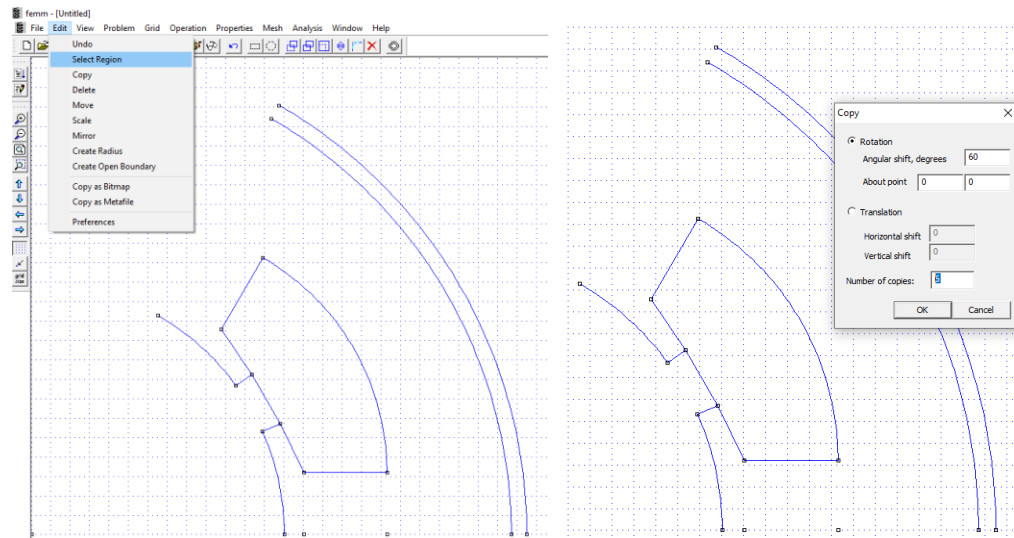 femm - [Untitled]
File Edit View Problem Grid Operation Properties Mesh Analysis Window Help
Undo
Select Region
Copy
Delete
Move
Scale
Mirror
Create Radius
Create Open Boundary
Copy as Bitmap
Copy as Metafile
Preferences
Copy
Rotation
Angular shift, degrees 60
About point 0 0
Translation
Horizontal shift 0
Vertical shift 0
Number of copies: 5
OK Cancel